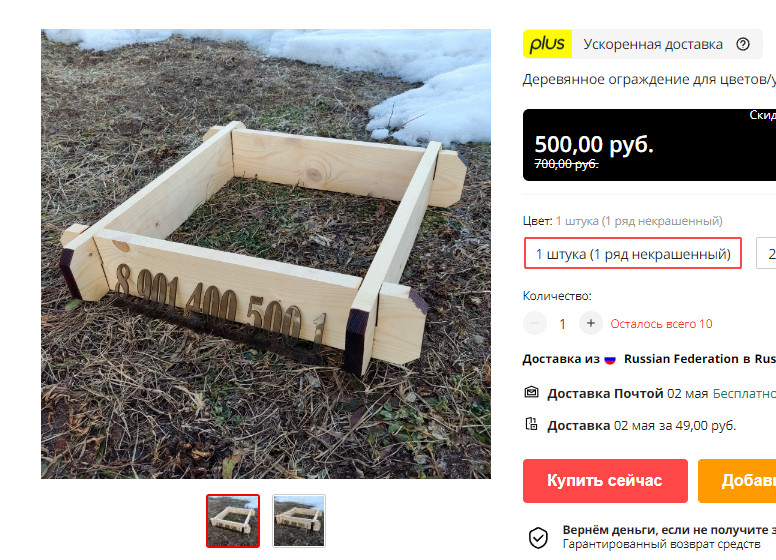 plus Ускоренная доставка
Деревянное ограждение для цветов/
500,00 руб.
700,00 руб.
Цвет: 1 штука (1 ряд некрашенный)
1 штука (1 ряд некрашенный)
2
Количество:
1
Осталось всего 10
Доставка из Russian Federation в
Доставка Почтой 02 мая Бесплатно
Доставка 02 мая за 49,00 руб.
Купить сейчас
Вернём деньги, если не получите
Гарантированный возврат средств
8 901 400 500 1